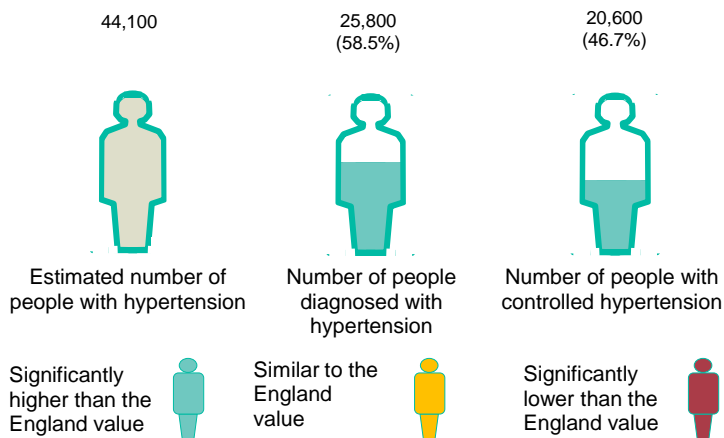 44,100
25,800
(58.5%)
20,600
(46.7%)
Estimated number of
people with hypertension
Number of people
diagnosed with
hypertension
Number of people with
controlled hypertension
Significantly
higher than the
England value
Similar to the
England
value
Significantly
lower than the
England value